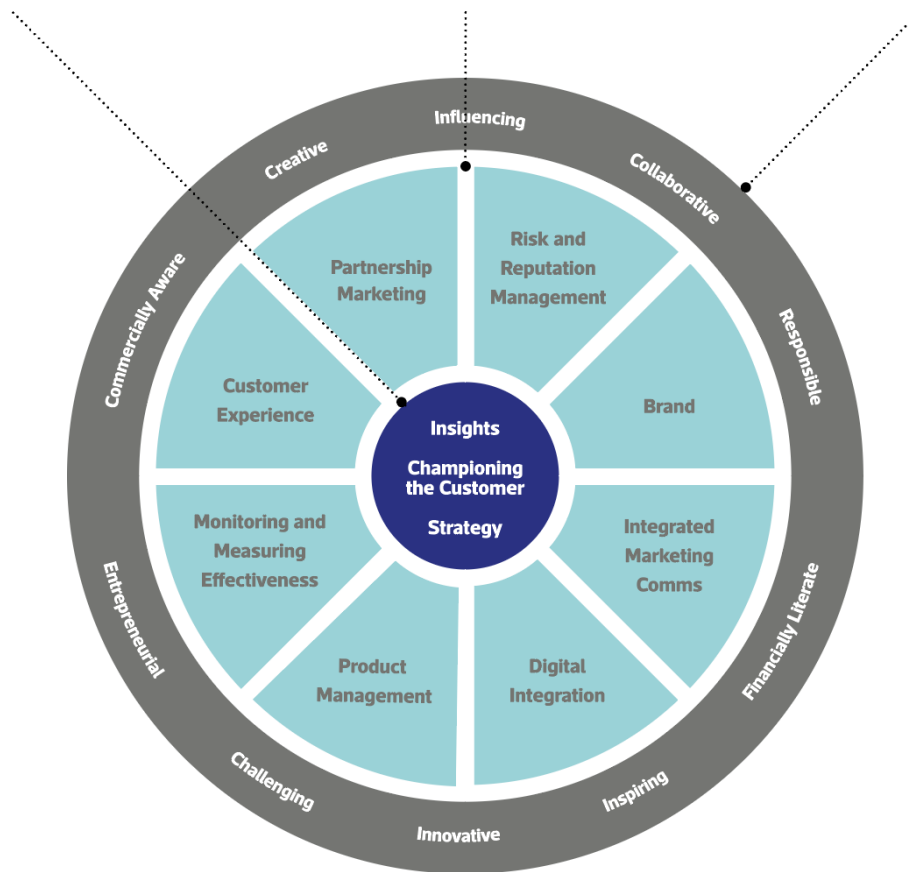 Influencing
Collaborative
Responsible
Financially Literate
Inspiring
Innovative
Challenging
Entrepreneurial
Commercially Aware
Creative
Partnership
Marketing
Risk and
Reputation
Management
Brand
Integrated
Marketing
Comms
Digital
Integration
Product
Management
Monitoring and
Measuring
Effectiveness
Customer
Experience
Insights
Championing
the Customer
Strategy